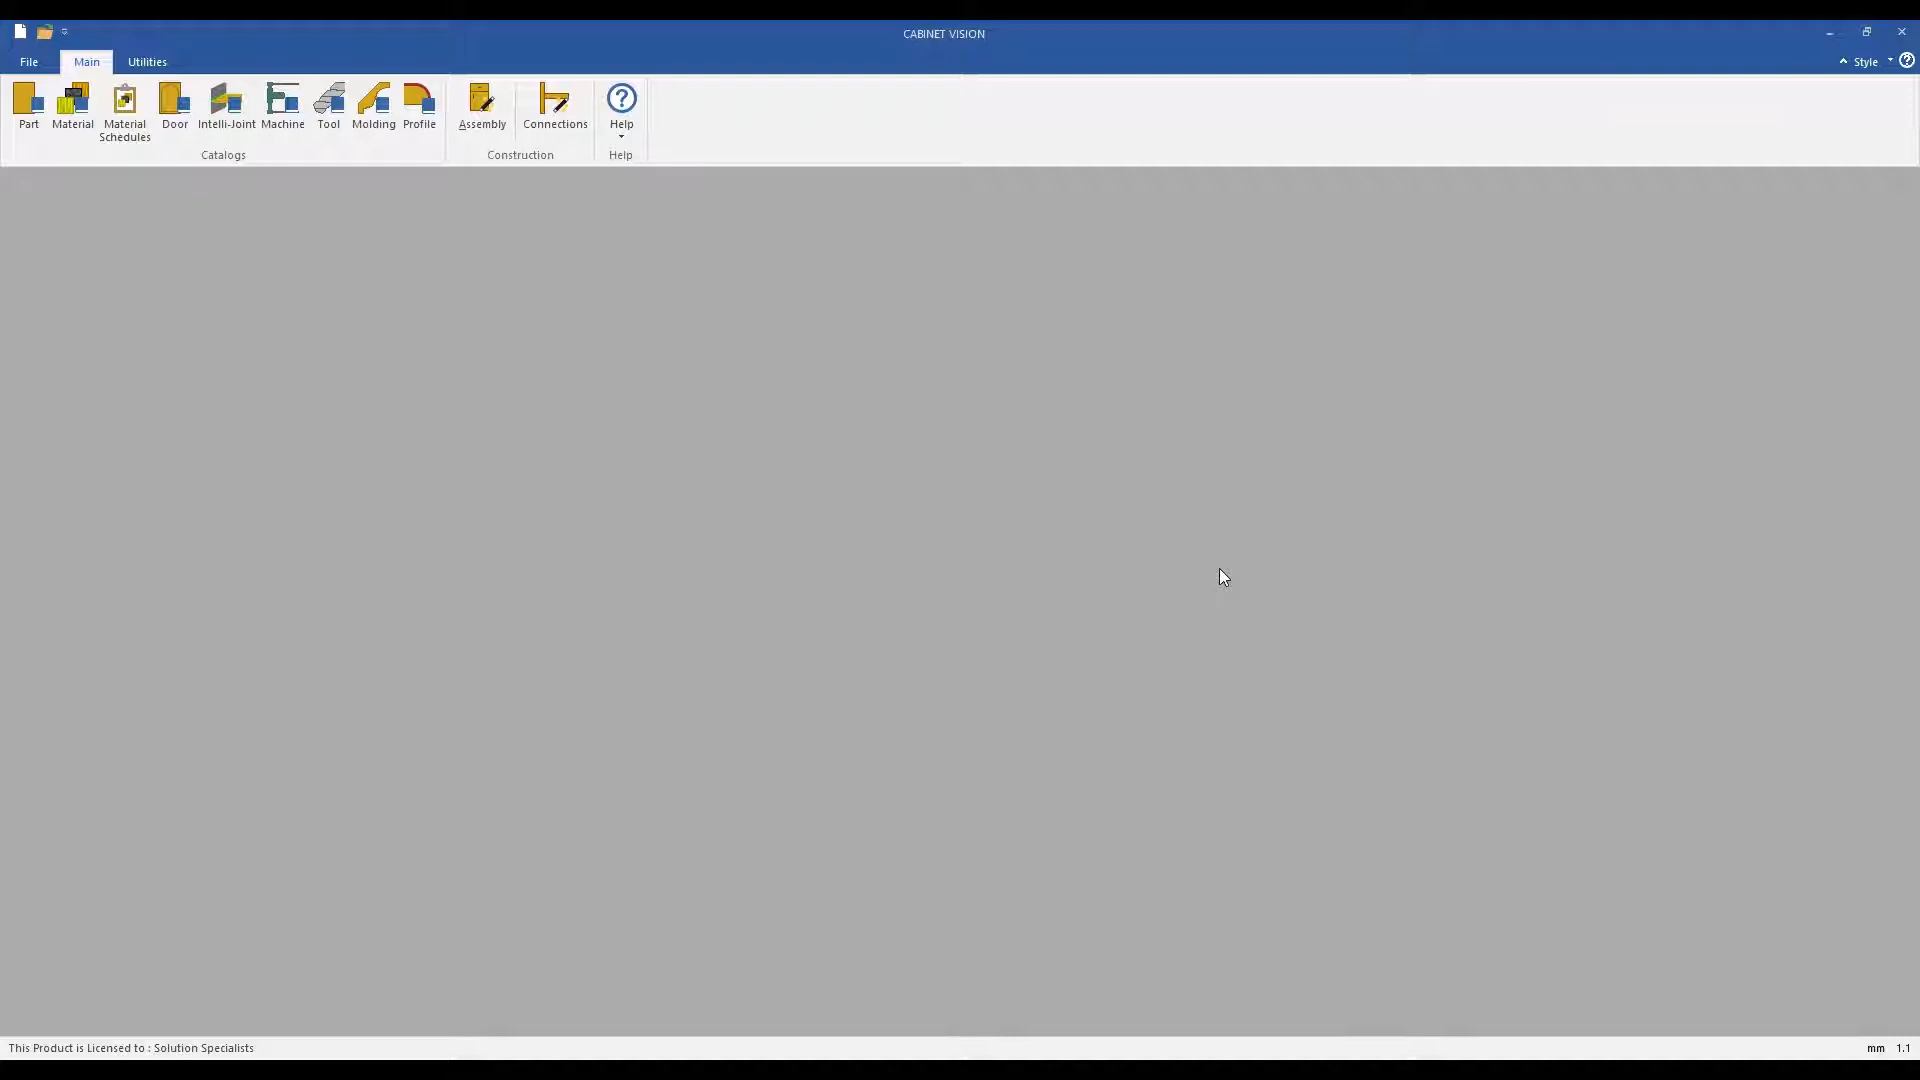 CABINET VISION
File Main Utilities Style
Part Material Material Schedules Door Intelli-Joint Machine Tool Molding Profile Assembly Connections Help
Catalogs Construction Help
This Product is Licensed to : Solution Specialists mm 1.1